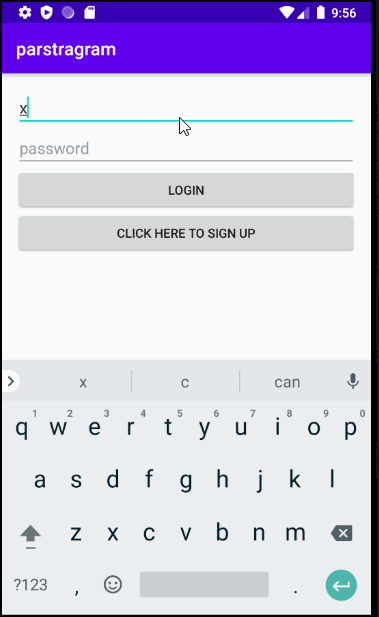 9:56
parstragram
x
password
LOGIN
CLICK HERE TO SIGN UP
x c can
1 2 3 4 5 6 7 8 9 0
q w e r t y u i o p
a s d f g h j k l
z x c v b n m
?123 , .